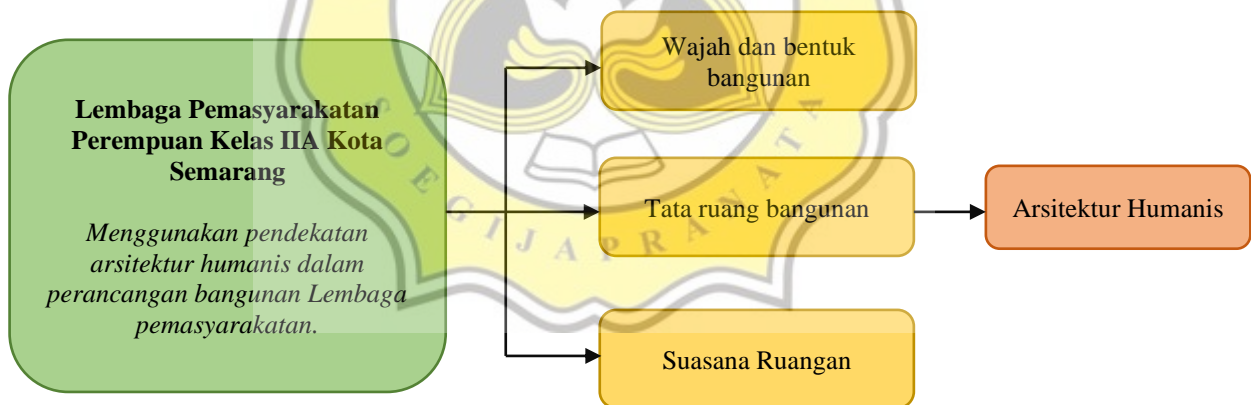 Lembaga Pemasyarakatan
Perempuan Kelas IIA Kota
Semarang
Menggunakan pendekatan
arsitektur humanis dalam
perancangan bangunan Lembaga
pemasyarakatan.
Wajah dan bentuk
bangunan
Tata ruang bangunan
Suasana Ruangan
Arsitektur Humanis
SOEGIJAPRANATA